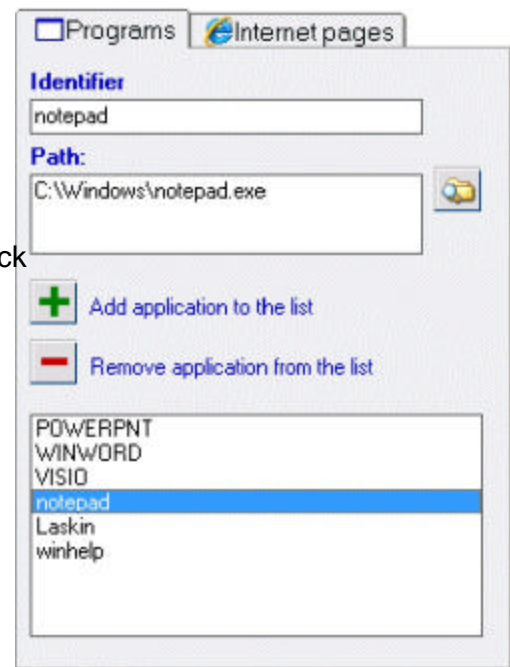 Programs
Internet pages
Identifier
notepad
Path:
C:\Windows\notepad.exe
ck
Add application to the list
Remove application from the list
POWERPNT
WINWORD
VISIO
notepad
Laskin
winhelp